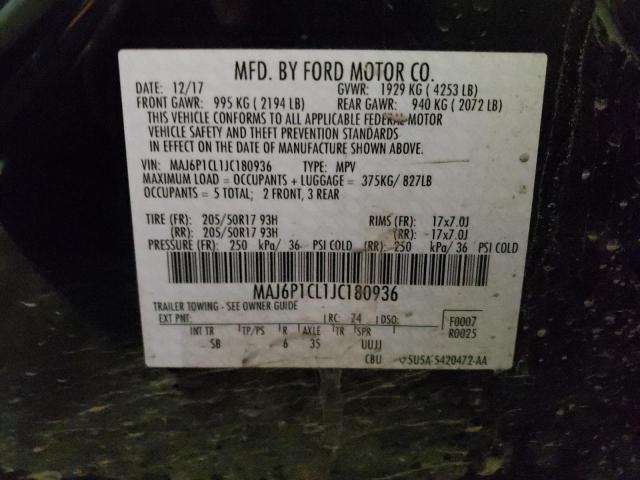 MFD. BY FORD MOTOR CO.
DATE: 12/17 GVWR: 1929 KG ( 4253 LB)
FRONT GAWR: 995 KG ( 2194 LB) REAR GAWR: 940 KG ( 2072 LB)
THIS VEHICLE CONFORMS TO ALL APPLICABLE FEDERAL MOTOR
VEHICLE SAFETY AND THEFT PREVENTION STANDARDS
IN EFFECT ON THE DATE OF MANUFACTURE SHOWN ABOVE.
VIN: MAJ6P1CL1JC180936 TYPE: MPV
MAXIMUM LOAD = OCCUPANTS + LUGGAGE = 375KG/ 827LB
OCCUPANTS = 5 TOTAL; 2 FRONT, 3 REAR
TIRE (FR): 205/50R17 93H RIMS (FR): 17x7.0J
(RR): 205/50R17 93H (RR): 17x7.0J
PRESSURE (FR): 250 kPa/ 36 PSI COLD (RR): 250 kPa/ 36 PSI COLD
MAJ6P1CL1JC180936
TRAILER TOWING - SEE OWNER GUIDE
EXT PNT: RC: 74 DSO: F0007
INT TR TP/PS R AXLE TR SPR R0025
SB 6 35 UUJJ
CBU 5U5A-5420472-AA